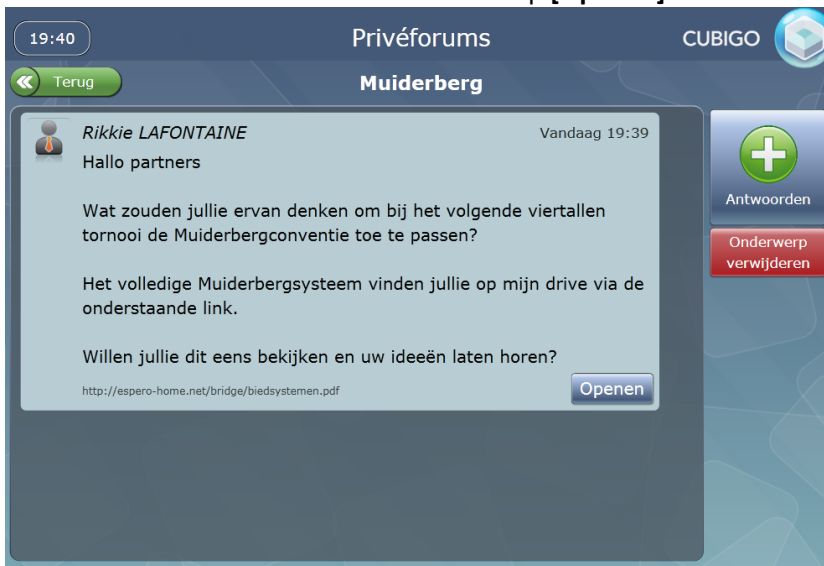 19:40
Privéforums
CUBIGO
Terug
Muiderberg
Rikkie LAFONTAINE
Vandaag 19:39
Hallo partners
Wat zouden jullie ervan denken om bij het volgende viertallen
tornooi de Muiderbergconventie toe te passen?
Het volledige Muiderbergsysteem vinden jullie op mijn drive via de
onderstaande link.
Willen jullie dit eens bekijken en uw ideeën laten horen?
http://espero-home.net/bridge/biedsystemen.pdf
Openen
Antwoorden
Onderwerp
verwijderen